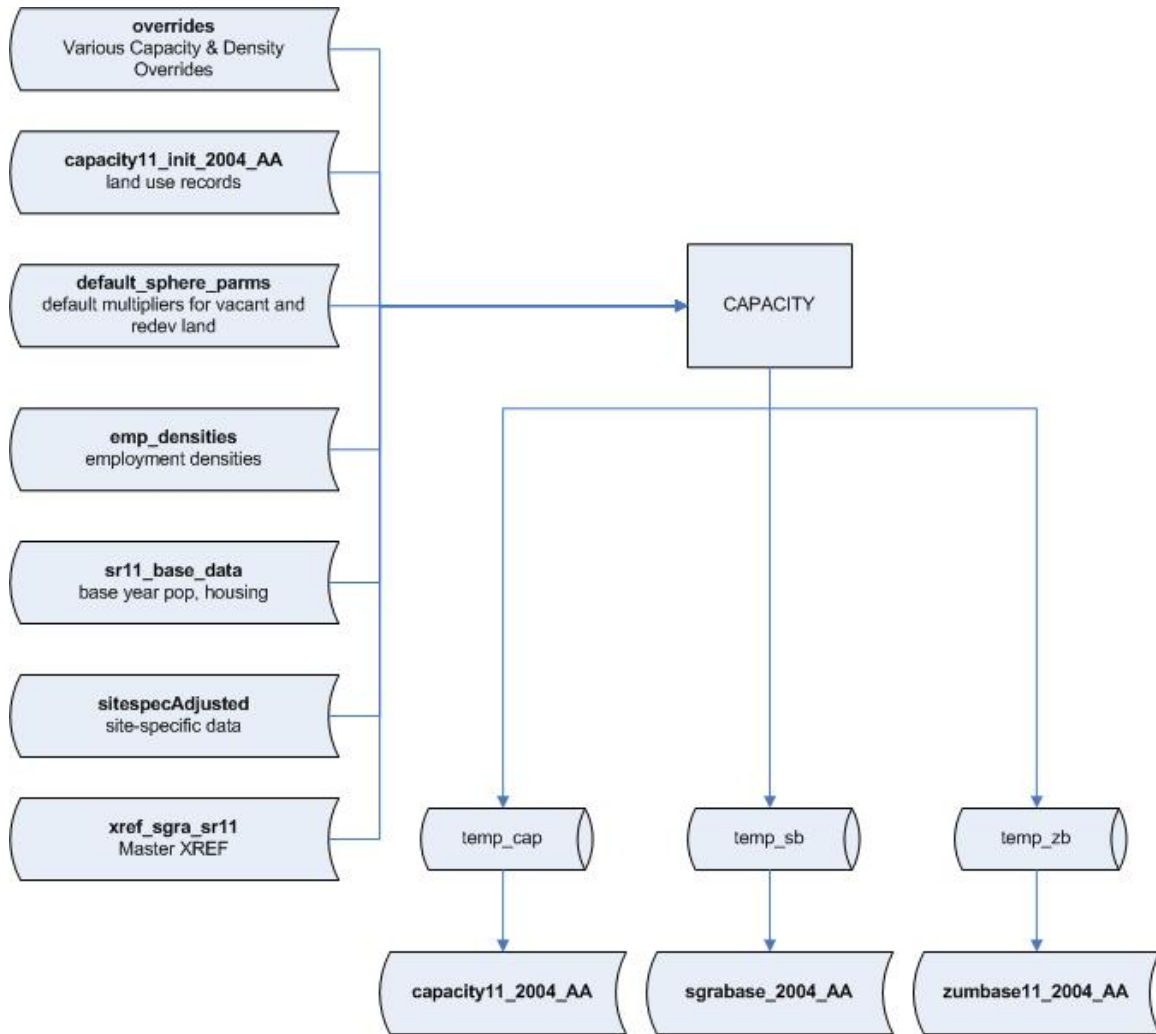 overrides
Various Capacity & Density
Overrides
capacity11_init_2004_AA
land use records
default_sphere_parms
default multipliers for vacant and
redev land
CAPACITY
emp_densities
employment densities
sr11_base_data
base year pop, housing
sitespecAdjusted
site-specific data
xref_sgra_sr11
Master XREF
temp_cap
temp_sb
temp_zb
capacity11_2004_AA
sgrabase_2004_AA
zumbase11_2004_AA